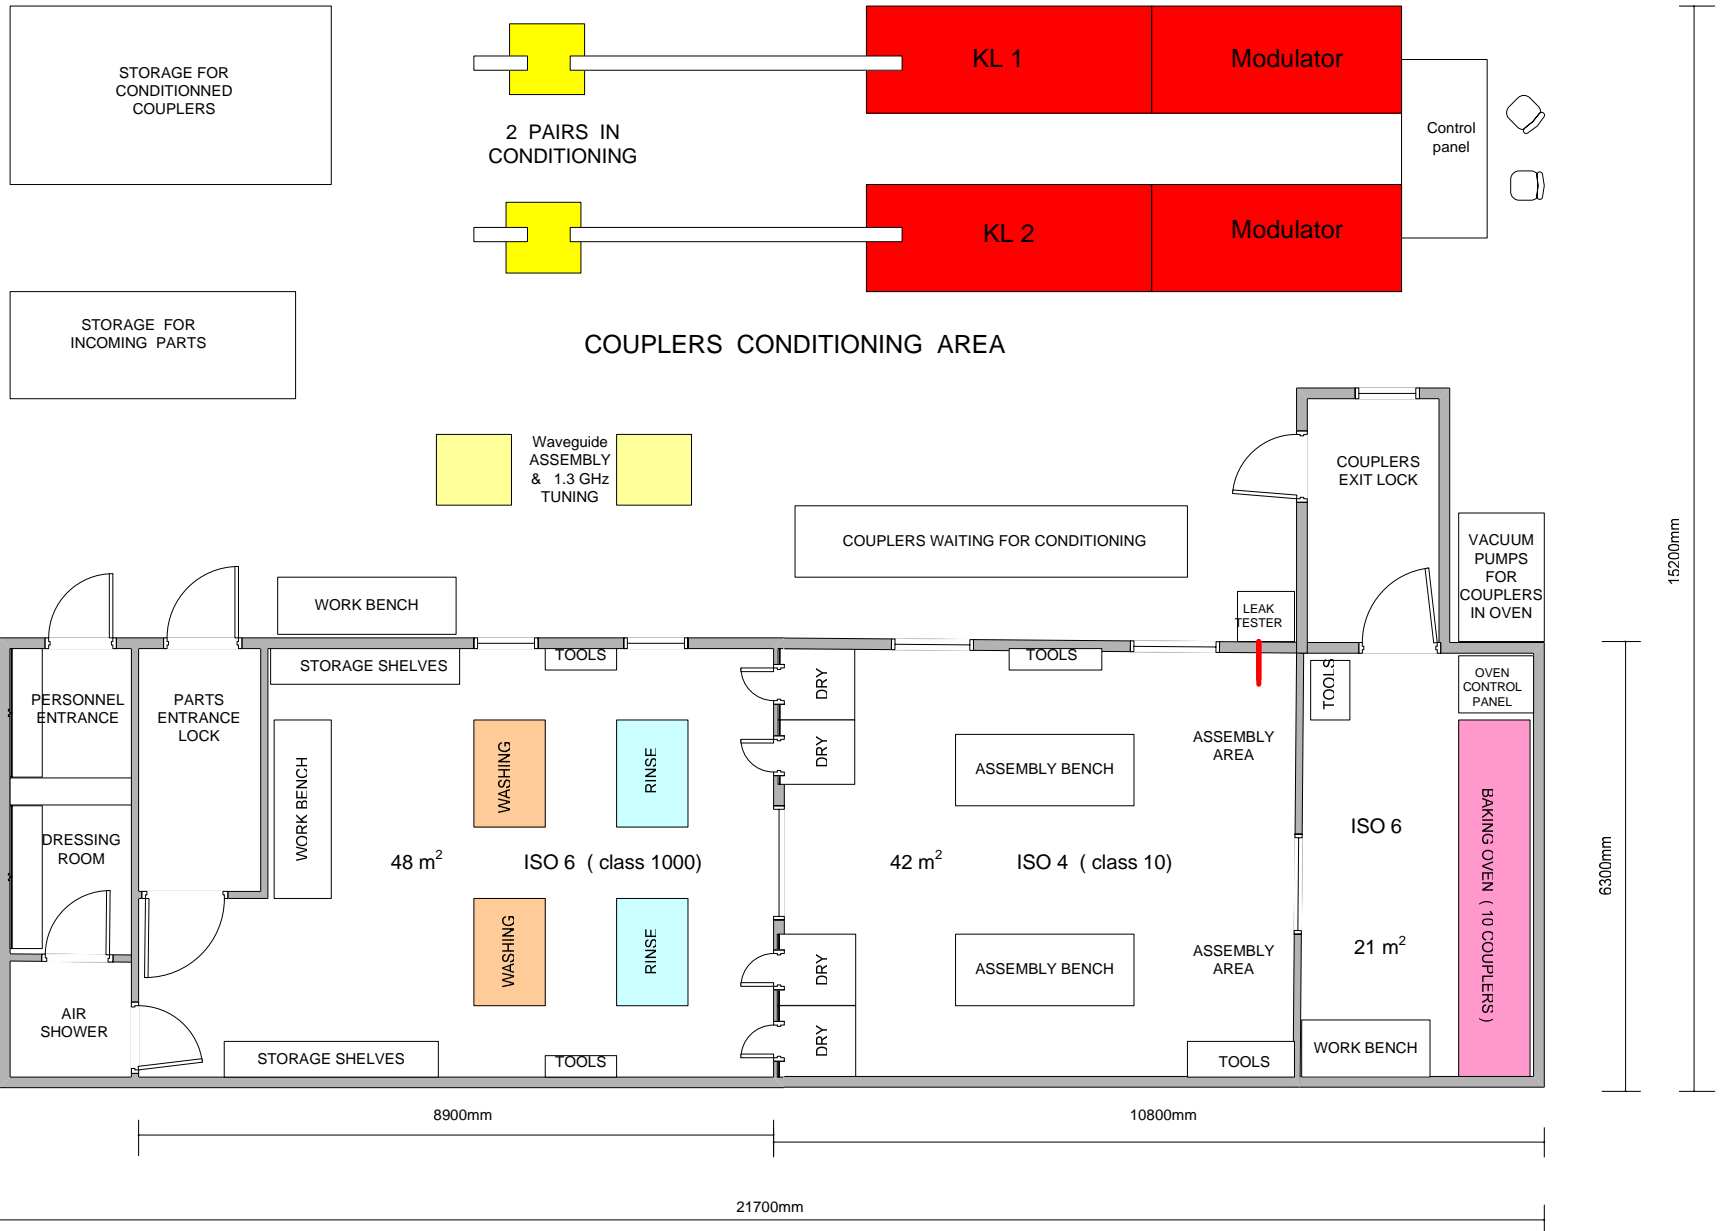 STORAGE FOR
CONDITIONNED
COUPLERS
KL 1
Modulator
Control
panel
2 PAIRS IN
CONDITIONING
KL 2
Modulator
STORAGE FOR
INCOMING PARTS
COUPLERS CONDITIONING AREA
Waveguide
ASSEMBLY
& 1.3 GHz
TUNING
COUPLERS
EXIT LOCK
COUPLERS WAITING FOR CONDITIONING
VACUUM
PUMPS
FOR
COUPLERS
IN OVEN
15200mm
WORK BENCH
LEAK
TESTER
STORAGE SHELVES
TOOLS
TOOLS
TOOLS
OVEN
CONTROL
PANEL
PERSONNEL
ENTRANCE
PARTS
ENTRANCE
LOCK
DRY
DRY
ASSEMBLY
AREA
WASHING
RINSE
ASSEMBLY BENCH
WORK BENCH
DRESSING
ROOM
48 m²
ISO 6 ( class 1000)
42 m²
ISO 4 ( class 10)
ISO 6
BAKING OVEN ( 10 COUPLERS )
6300mm
WASHING
RINSE
DRY
DRY
ASSEMBLY BENCH
ASSEMBLY
AREA
21 m²
AIR
SHOWER
STORAGE SHELVES
TOOLS
TOOLS
WORK BENCH
8900mm
10800mm
21700mm